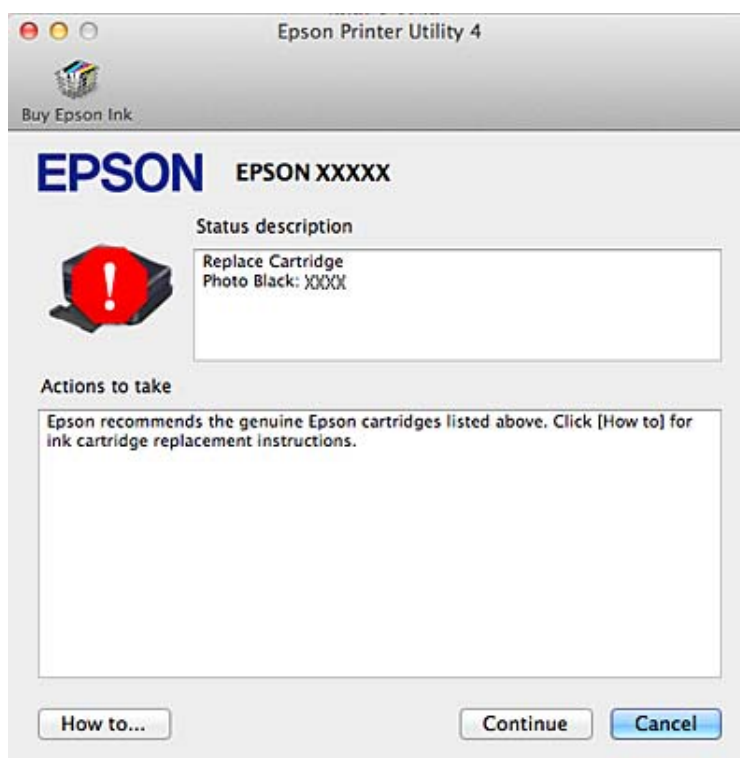 Epson Printer Utility 4
Buy Epson Ink
EPSON
EPSON XXXXX
Status description
Replace Cartridge
Photo Black: XXXX
Actions to take
Epson recommends the genuine Epson cartridges listed above. Click [How to] for
ink cartridge replacement instructions.
How to...
Continue
Cancel